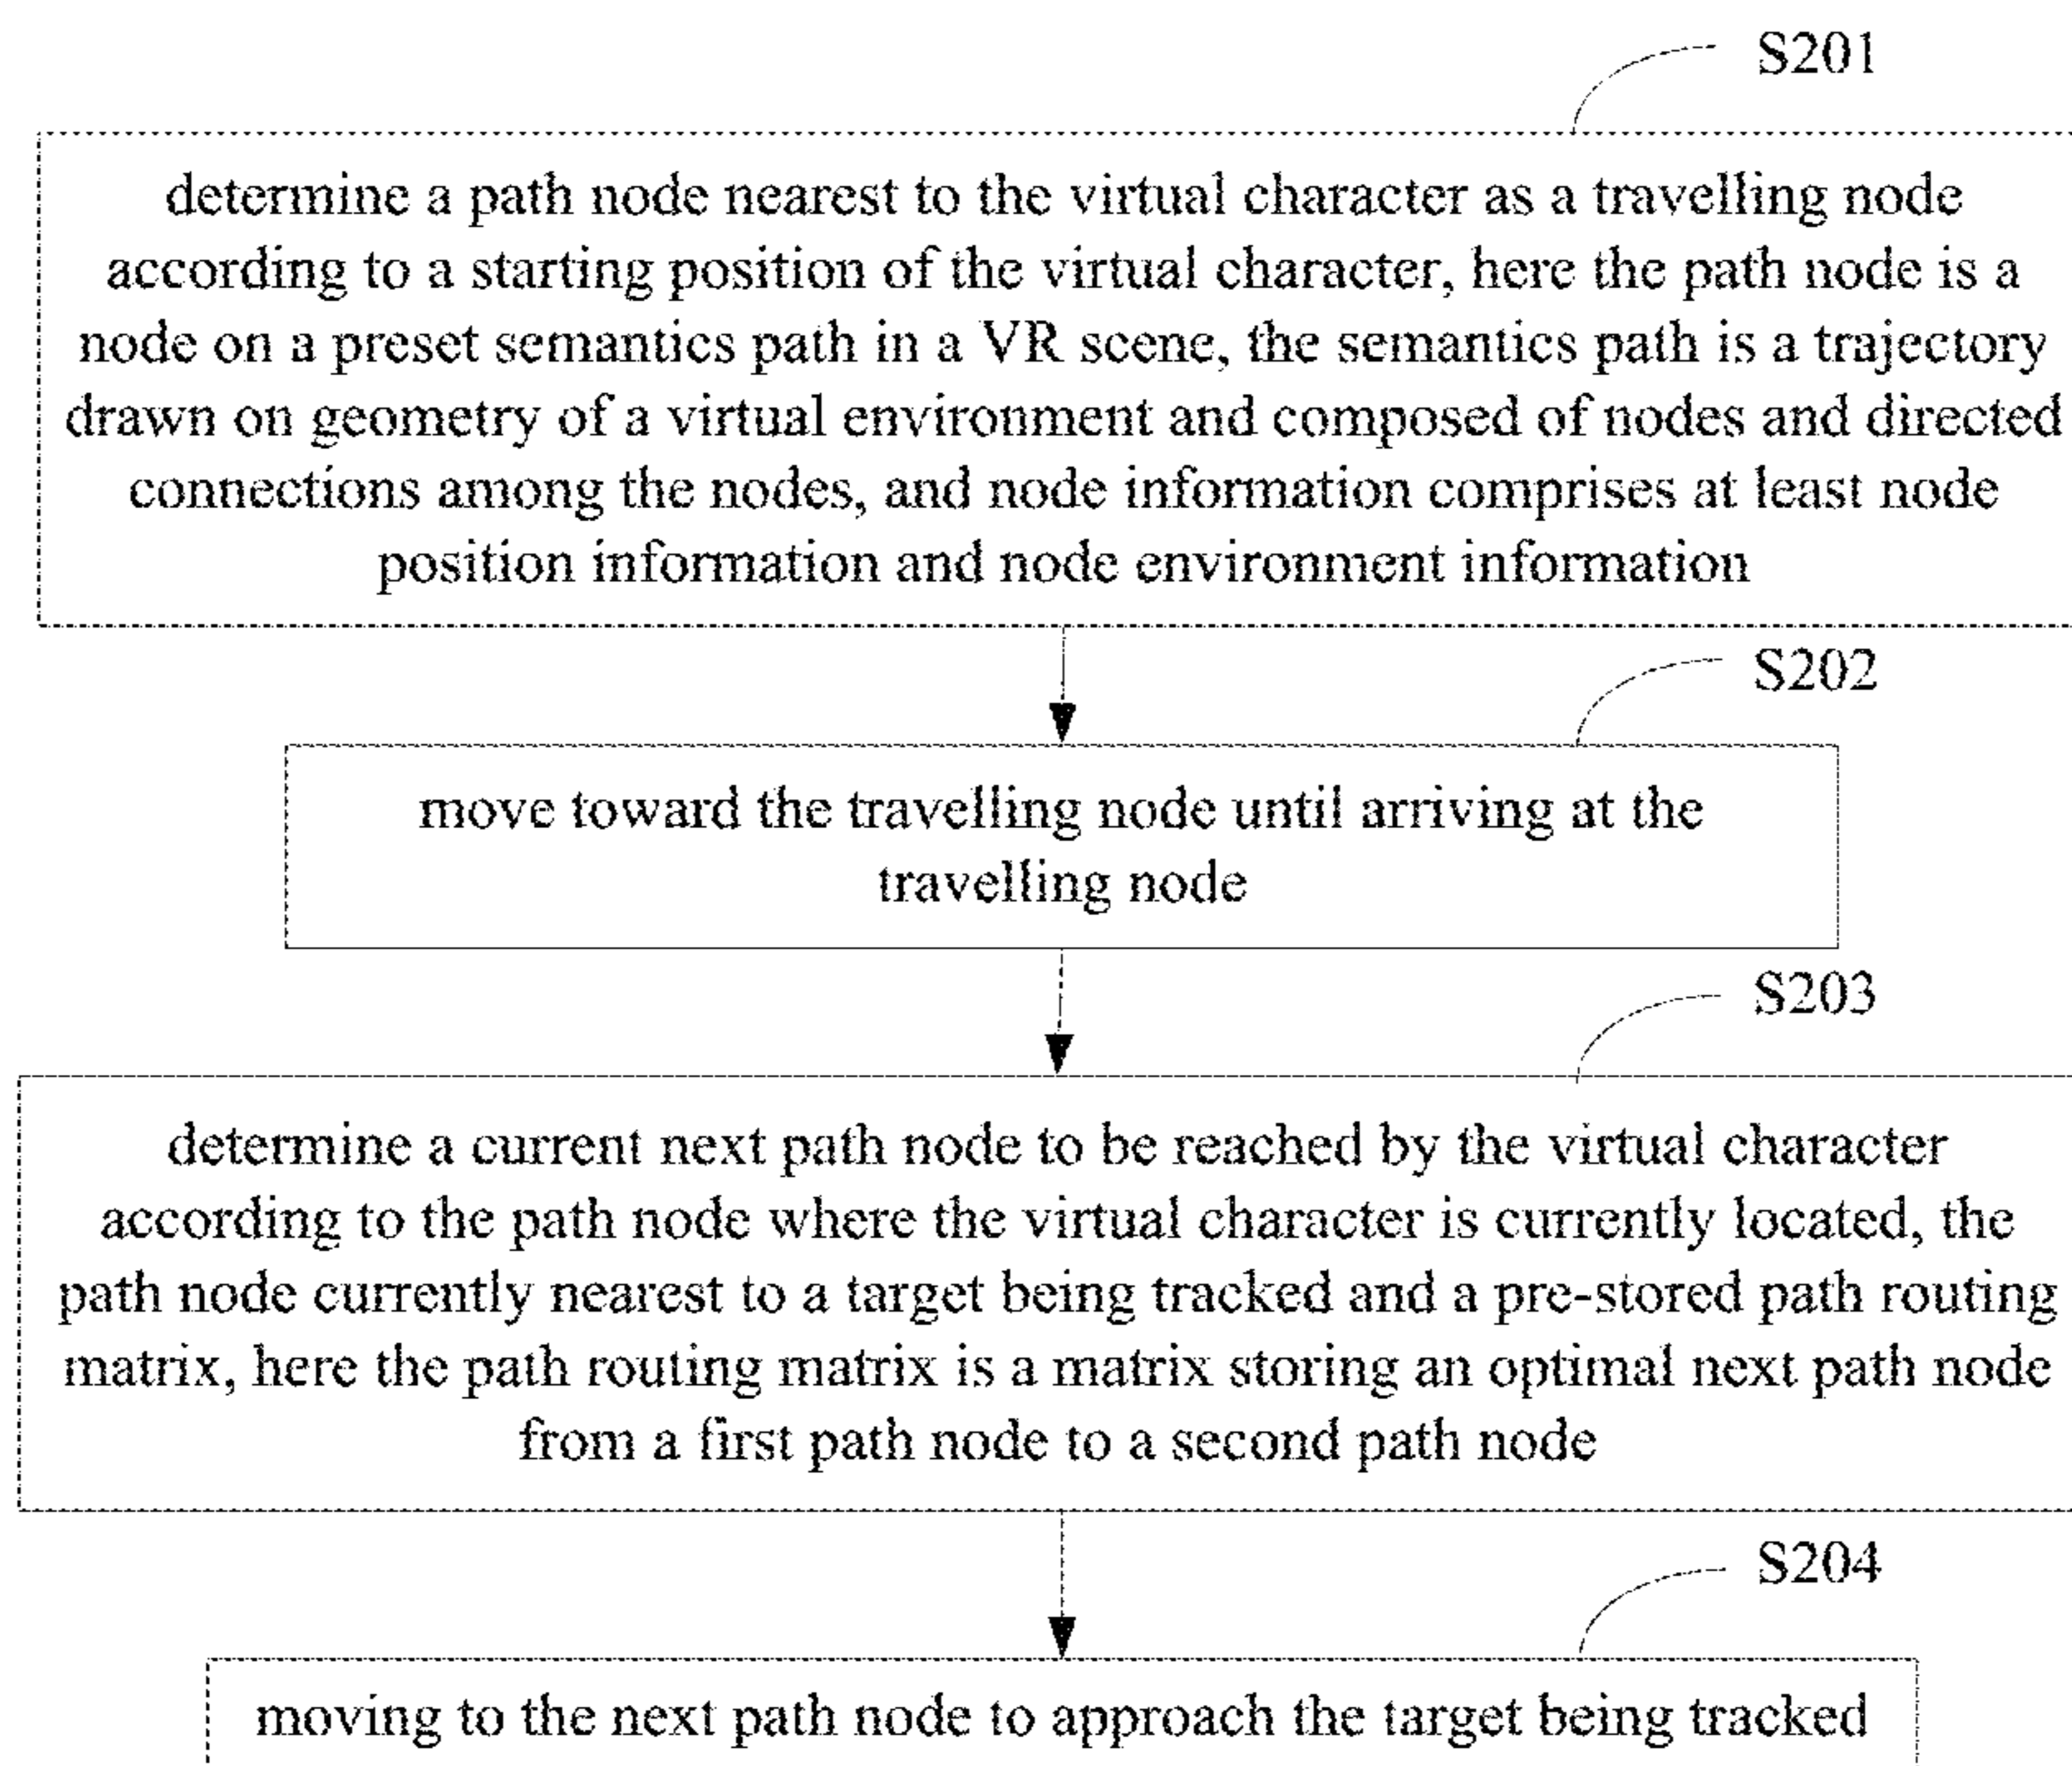 S201
determine a path node nearest to the virtual character as a travelling node
according to a starting position of the virtual character, here the path node is a
node on a preset semantics path in a VR scene, the semantics path is a trajectory
drawn on geometry of a virtual environment and composed of nodes and directed
connections among the nodes, and node information comprises at least node
position information and node environment information
S202
move toward the travelling node until arriving at the
travelling node
S203
determine a current next path node to be reached by the virtual character
according to the path node where the virtual character is currently located, the
path node currently nearest to a target being tracked and a pre-stored path routing
matrix, here the path routing matrix is a matrix storing an optimal next path node
from a first path node to a second path node
S204
moving to the next path node to approach the target being tracked